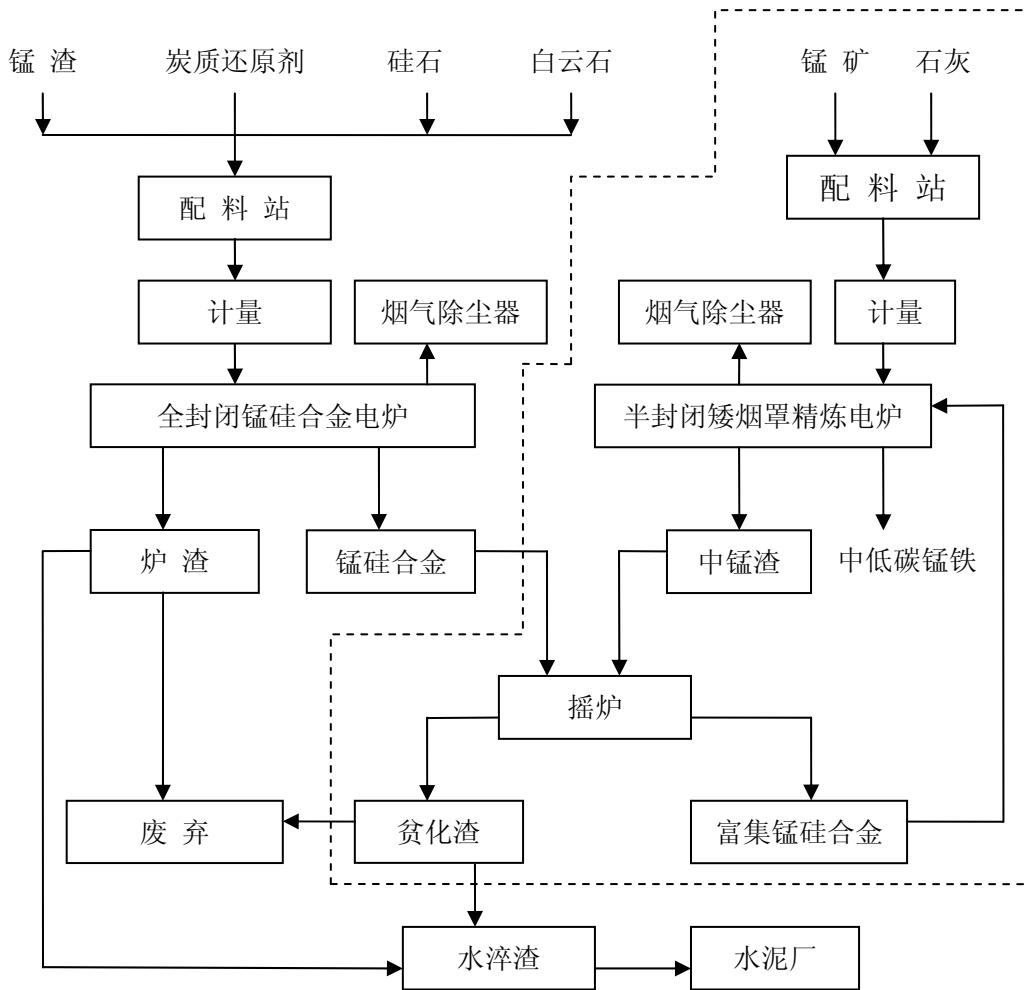 锰 渣 炭质还原剂 硅石 白云石 锰 矿 石灰
配 料 站
配 料 站
计量 烟气除尘器 烟气除尘器 计量
全封闭锰硅合金电炉 半封闭矮烟罩精炼电炉
炉 渣 锰硅合金 中锰渣 中低碳锰铁
摇炉
废 弃 贫化渣 富集锰硅合金
水淬渣 水泥厂